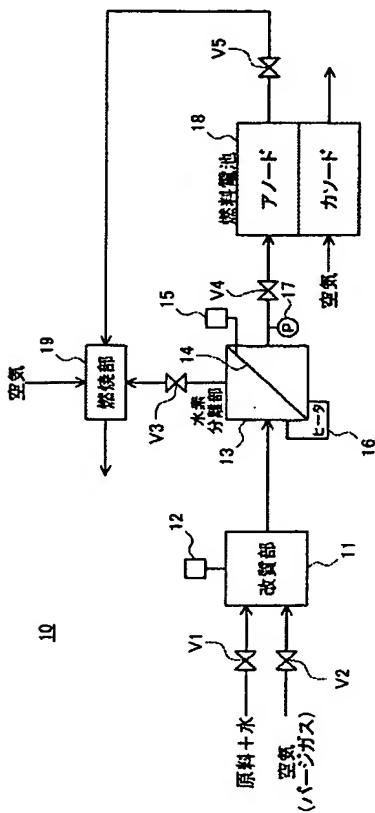 10
原料＋水
空気
(パージガス)
V1
V2
12
改質部
11
空気
19
燃焼部
V3
水素
分離部
13
14
15
ヒータ
16
V4
P
17
燃料電池
18
アノード
カソード
空気
V5